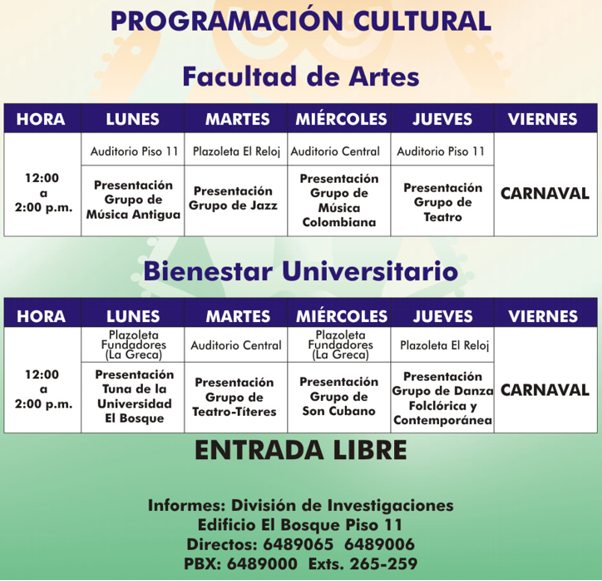 PROGRAMACIÓN CULTURAL
Facultad de Artes
HORA LUNES MARTES MIÉRCOLES JUEVES VIERNES
Auditorio Piso 11 Plazoleta El Reloj Auditorio Central Auditorio Piso 11
12:00
a
2:00 p.m.
Presentación
Grupo de
Música Antigua
Presentación
Grupo de Jazz
Presentación
Grupo de
Música
Colombiana
Presentación
Grupo de
Teatro
CARNAVAL
Bienestar Universitario
HORA LUNES MARTES MIÉRCOLES JUEVES VIERNES
Plazoleta
Fundadores
(La Greca)
Auditorio Central
Plazoleta
Fundadores
(La Greca)
Plazoleta El Reloj
12:00
a
2:00 p.m.
Presentación
Tuna de la
Universidad
El Bosque
Presentación
Grupo de
Teatro-Títeres
Presentación
Grupo de
Son Cubano
Presentación
Grupo de Danza
Folclórica y
Contemporánea
CARNAVAL
ENTRADA LIBRE
Informes: División de Investigaciones
Edificio El Bosque Piso 11
Directos: 6489065 6489006
PBX: 6489000 Exts. 265-259